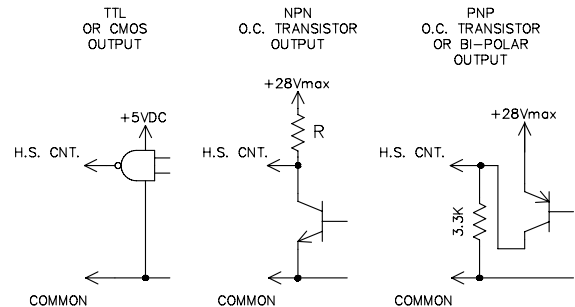 TTL
OR CMOS
OUTPUT
+5VDC
H.S. CNT.
COMMON
NPN
O.C. TRANSISTOR
OUTPUT
+28Vmax
R
H.S. CNT.
COMMON
PNP
O.C. TRANSISTOR
OR BI-POLAR
OUTPUT
+28Vmax
H.S. CNT.
3.3K
COMMON